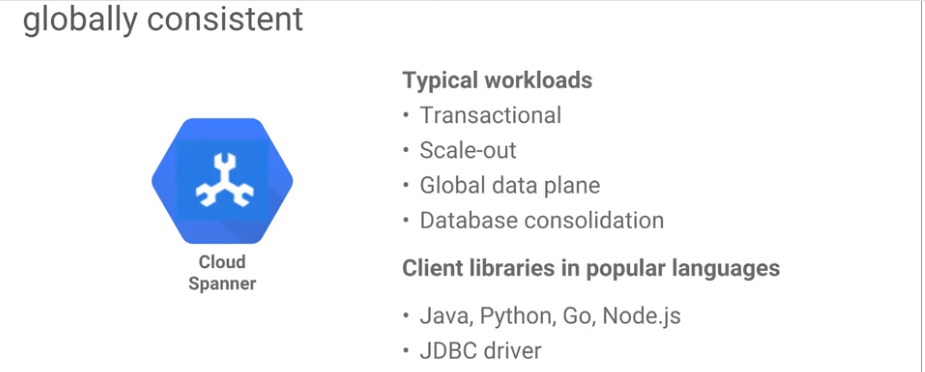 globally consistent
Cloud
Spanner
Typical workloads
• Transactional
• Scale-out
• Global data plane
• Database consolidation
Client libraries in popular languages
• Java, Python, Go, Node.js
• JDBC driver